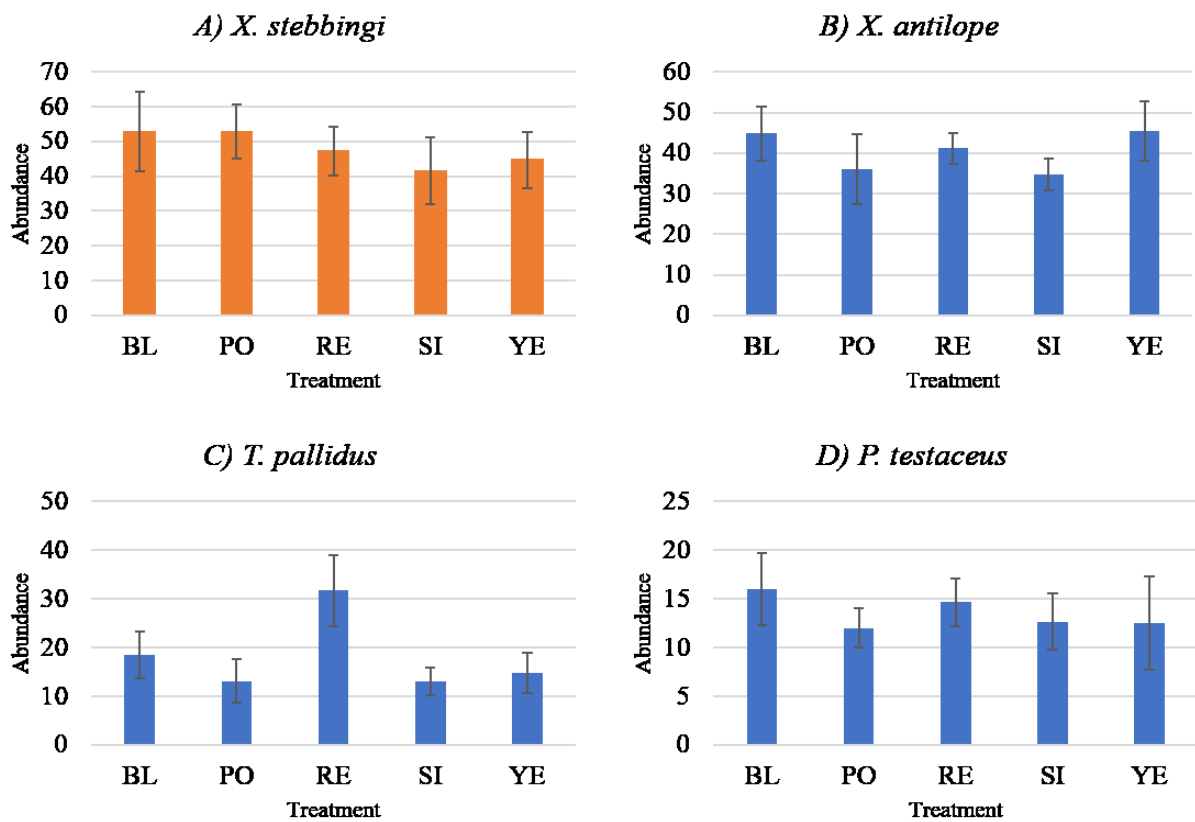 A) X. stebbingi
70
60
50
40
30
20
10
0
Abundance
BL PO RE SI YE
Treatment
B) X. antilope
60
50
40
30
20
10
0
Abundance
BL PO RE SI YE
Treatment
C) T. pallidus
50
40
30
20
10
0
Abundance
BL PO RE SI YE
Treatment
D) P. testaceus
25
20
15
10
5
0
Abundance
BL PO RE SI YE
Treatment